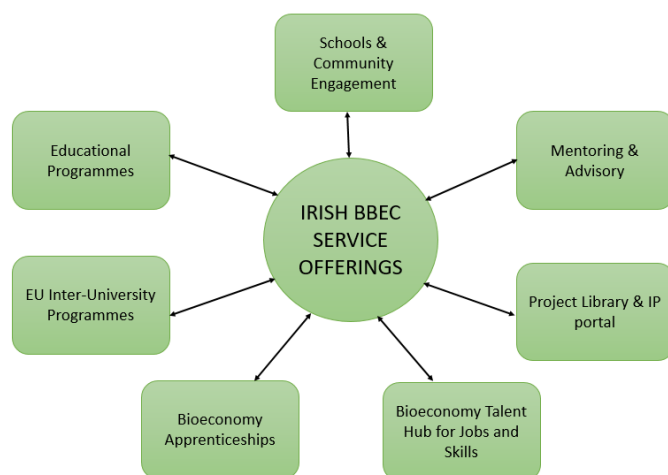 Schools &
Community
Engagement
Educational
Programmes
Mentoring &
Advisory
IRISH BBEC
SERVICE
OFFERINGS
EU Inter-University
Programmes
Project Library & IP
portal
Bioeconomy
Apprenticeships
Bioeconomy Talent
Hub for Jobs and
Skills